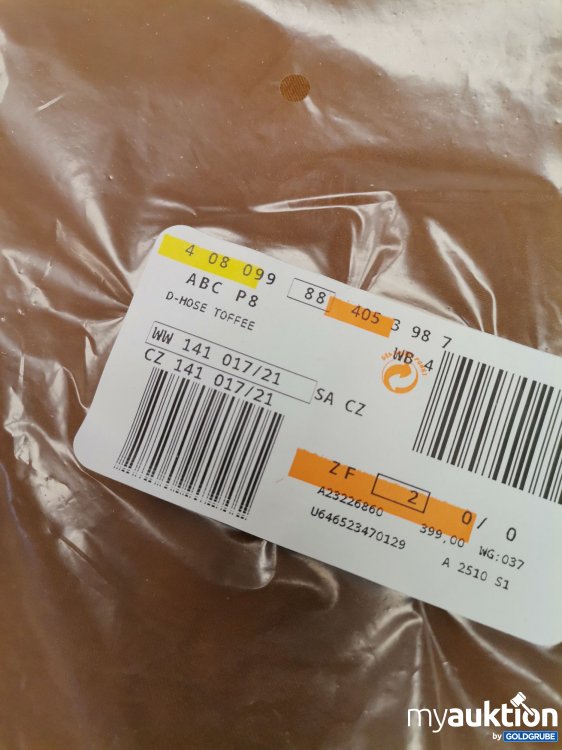 4 08 099 88 405 3 98 7
ABC P8 WB 4
D-HOSE TOFFEE
WW 141 017/21
CZ 141 017/21 SA CZ
ZF 2 0/ 0
A23226860 399,00 WG:037
U646523470129 A 2510 S1
myauktion
by GOLDGRUBE